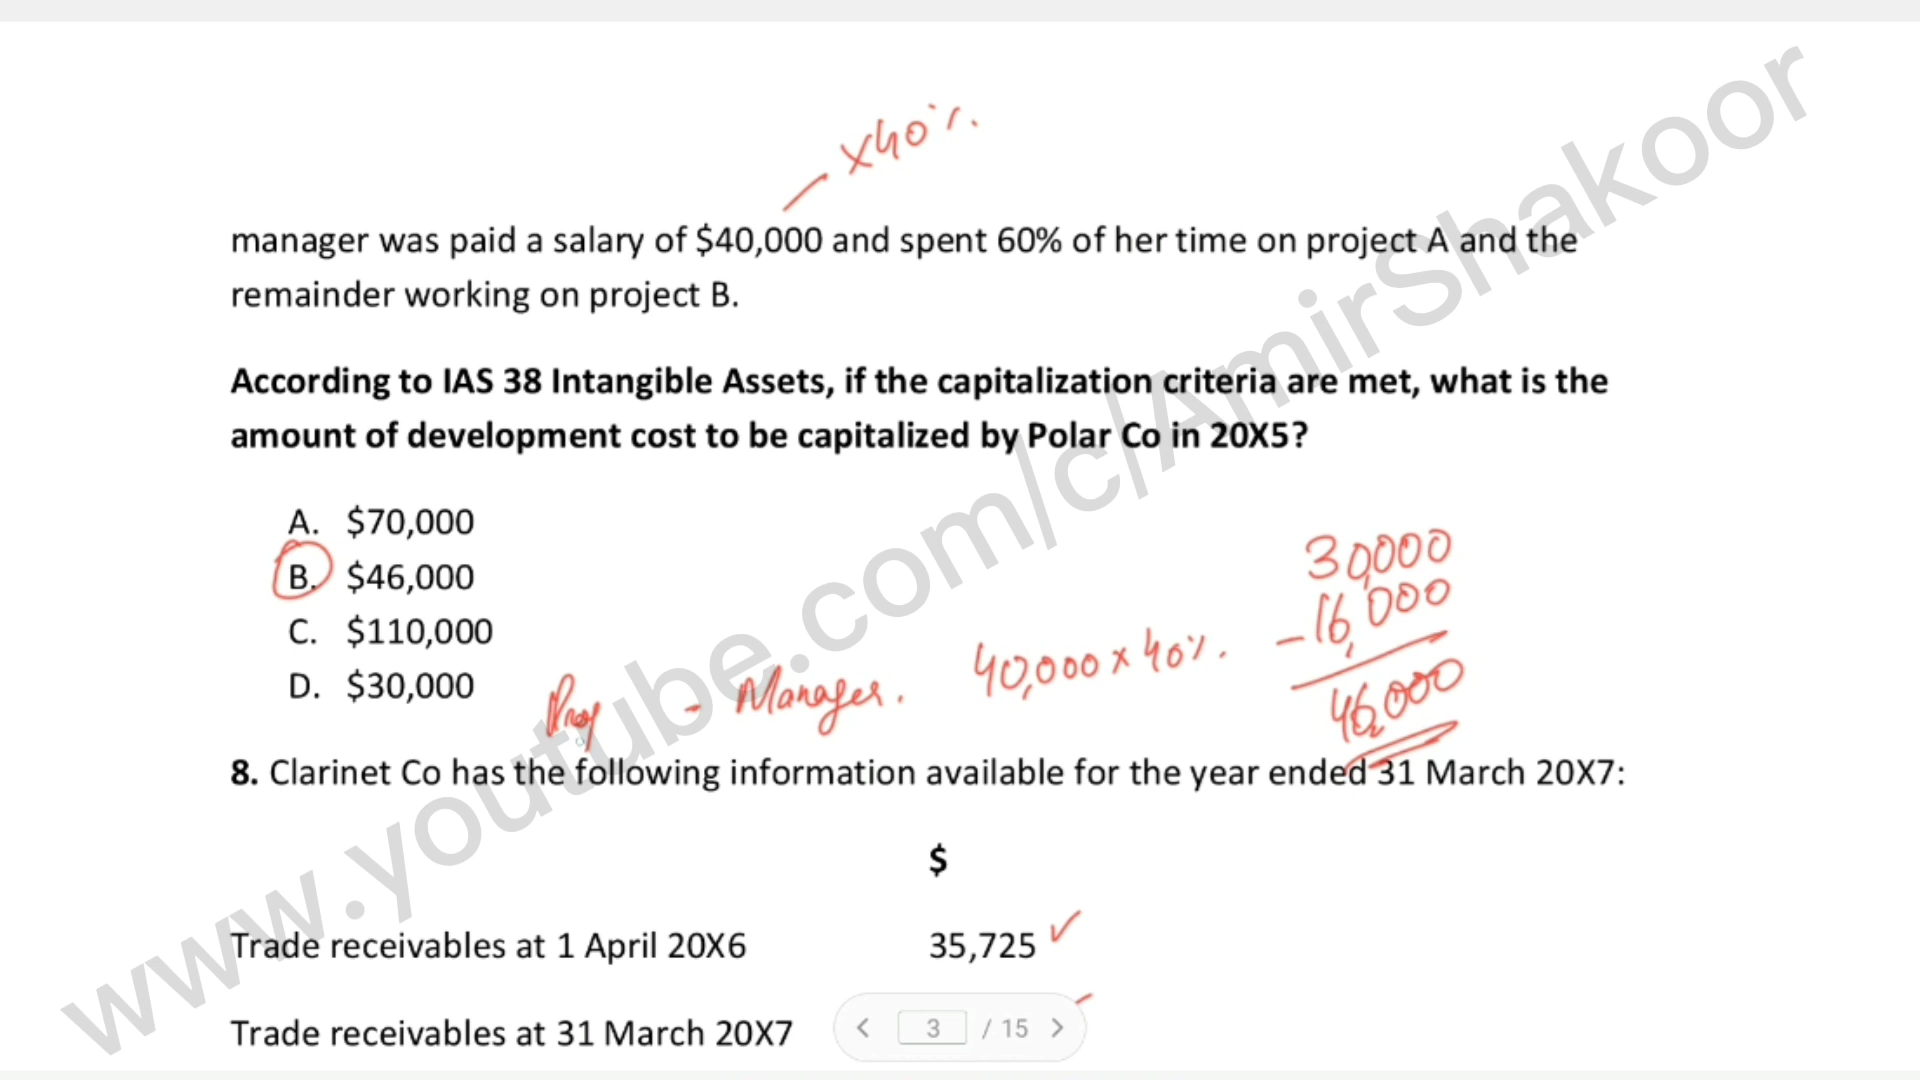 x40%.
manager was paid a salary of $40,000 and spent 60% of her time on project A and the
remainder working on project B.
According to IAS 38 Intangible Assets, if the capitalization criteria are met, what is the
amount of development cost to be capitalized by Polar Co in 20X5?
A. $70,000
B. $46,000
C. $110,000
D. $30,000
30,000
-16,000
46,000
- Manager. 40,000 x 40%.
8. Clarinet Co has the following information available for the year ended 31 March 20X7:
$
Trade receivables at 1 April 20X6 35,725
Trade receivables at 31 March 20X7
3 / 15
www.youtube.com/c/AmirShakoor